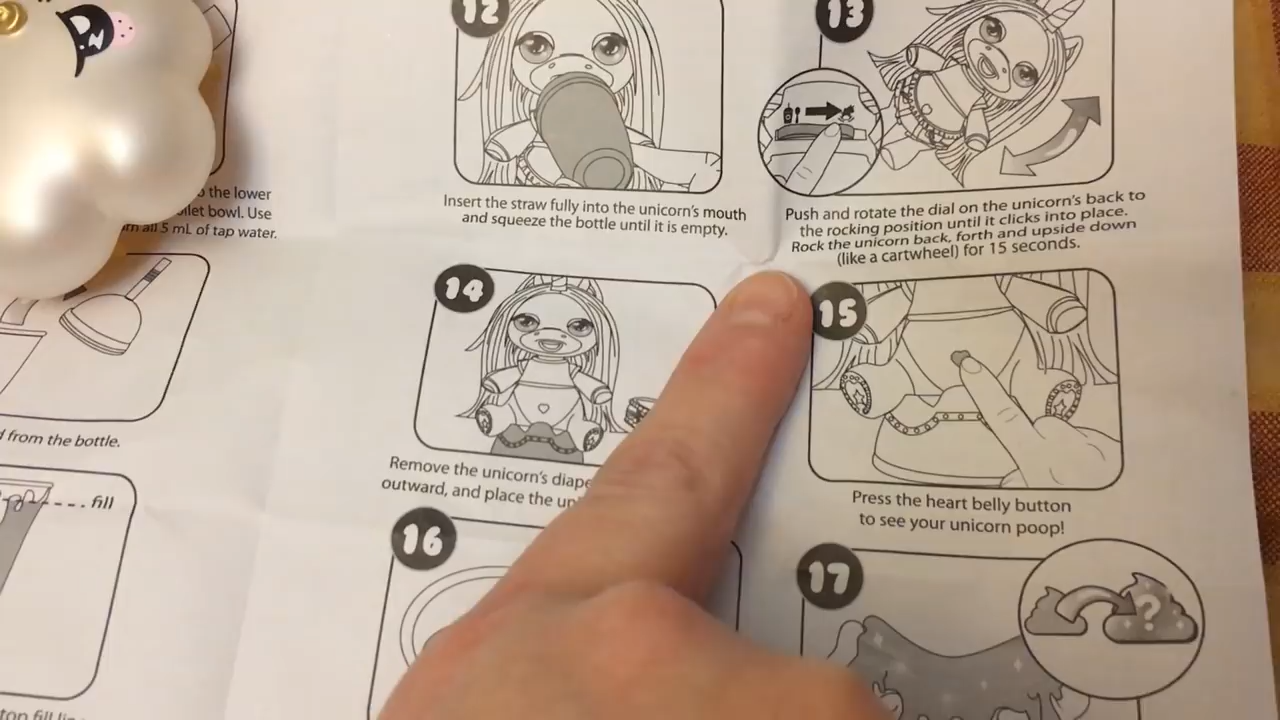 12
13
the lower
ilet bowl. Use
all 5 mL of tap water.
Insert the straw fully into the unicorn's mouth
and squeeze the bottle until it is empty.
Push and rotate the dial on the unicorn's back to
the rocking position until it clicks into place.
Rock the unicorn back, forth and upside down
(like a cartwheel) for 15 seconds.
14
15
from the bottle.
Remove the unicorn's diape
outward, and place the un
Press the heart belly button
to see your unicorn poop!
fill
16
17
?
top fill